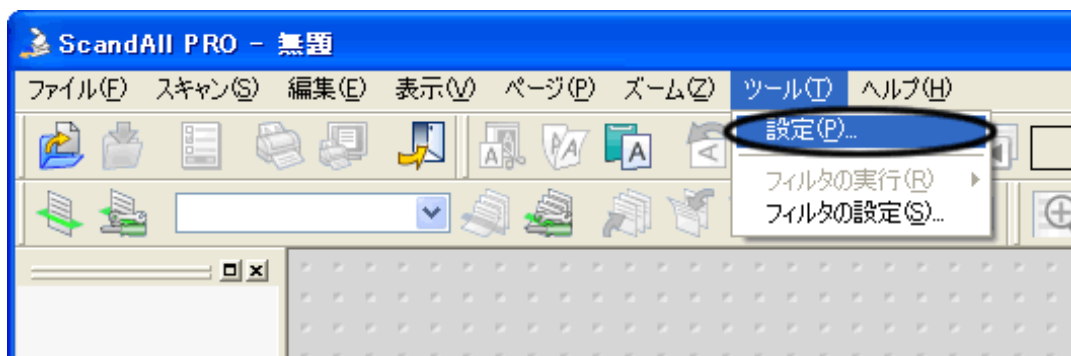 ScandAll PRO - 無題
ファイル(F) スキャン(S) 編集(E) 表示(V) ページ(P) ズーム(Z) ツール(T) ヘルプ(H)
設定(P)...
フィルタの実行(R)
フィルタの設定(S)...